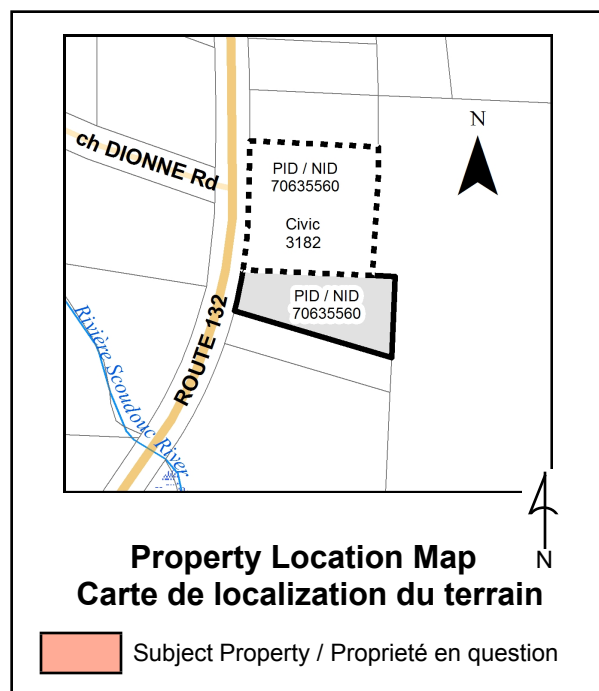 N
ch DIONNE Rd
PID / NID
70635560
Civic
3182
PID / NID
70635560
ROUTE 132
Rivière Scoudouc River
N
Property Location Map
Carte de localization du terrain
Subject Property / Proprieté en question